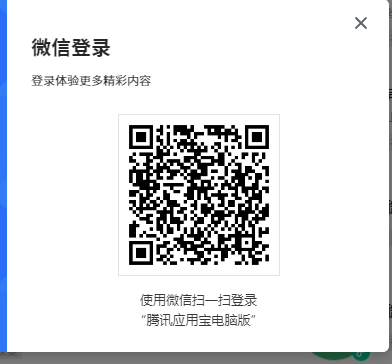 微信登录
登录体验更多精彩内容
使用微信扫一扫登录
“腾讯应用宝电脑版”